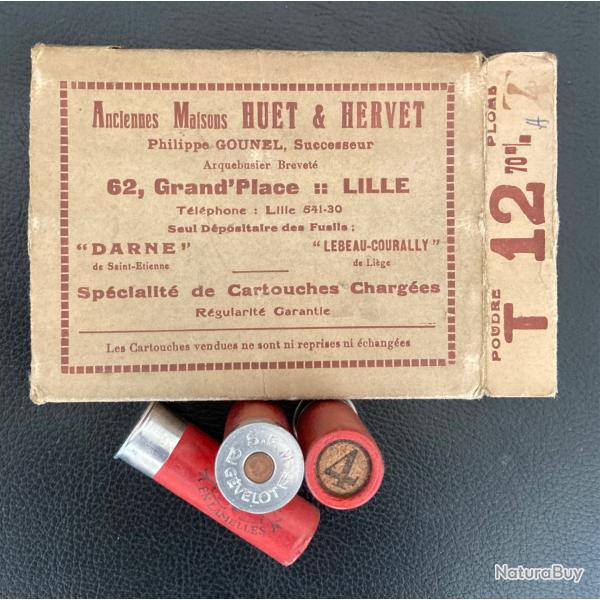 Anciennes Maisons HUET & HERVET
Philippe GOUNEL, Successeur
Arquebusier Breveté
62, Grand'Place :: LILLE
Téléphone : Lille 541-30
Seul Dépositaire des Fusils :
"DARNE"
de Saint-Etienne
"LEBEAU-COURALLY"
de Liège
Spécialité de Cartouches Chargées
Régularité Garantie
Les Cartouches vendues ne sont ni reprises ni échangées
PLOMB
12 70 m/m
POUDRE T
S.F.M
GÉVELOT
12
4
NaturaBuy